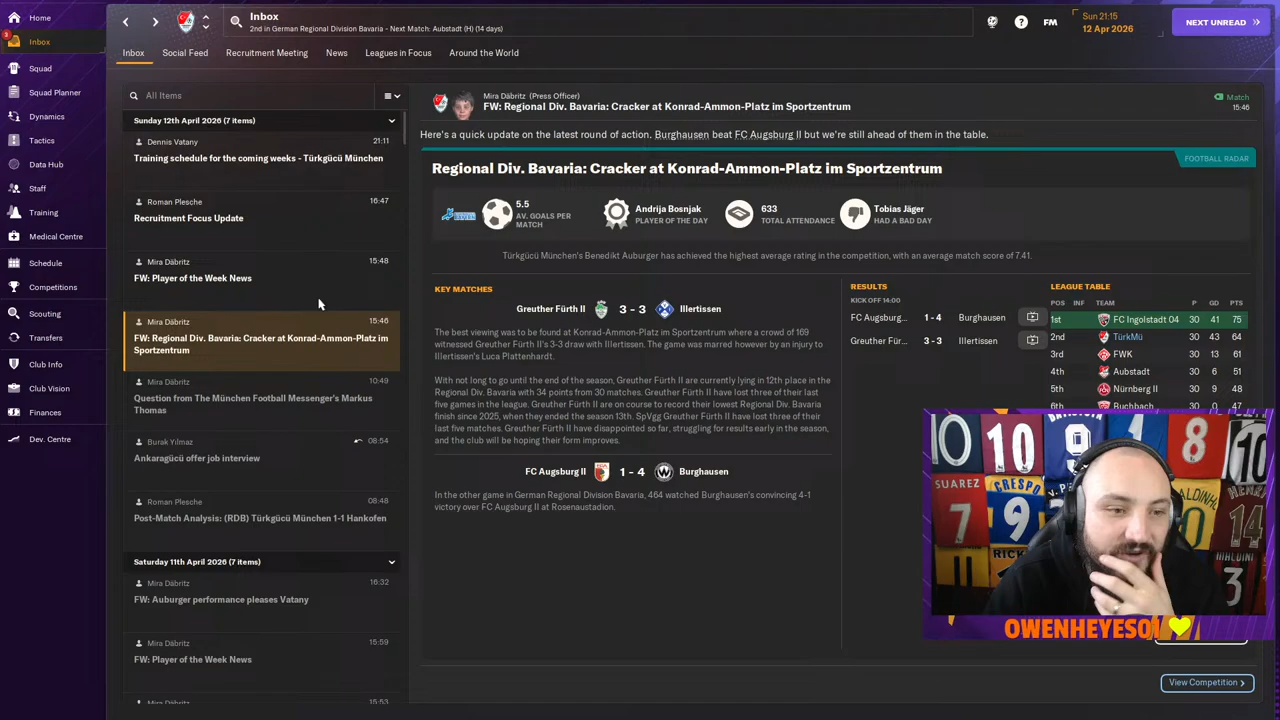 Home
3
Inbox
Squad
Squad Planner
Dynamics
Tactics
Data Hub
Staff
Training
Medical Centre
Schedule
Competitions
Scouting
Transfers
Club Info
Club Vision
Finances
Dev. Centre
Inbox
2nd in German Regional Division Bavaria - Next Match: Aubstadt (H) (14 days)
FM
Sun 21:15
12 Apr 2026
NEXT UNREAD
Inbox Social Feed Recruitment Meeting News Leagues in Focus Around the World
All Items
Sunday 12th April 2026 (7 items)
Dennis Vatany 21:11
Training schedule for the coming weeks - Türkgücü München
Roman Plesche 16:47
Recruitment Focus Update
Mira Däbritz 15:48
FW: Player of the Week News
Mira Däbritz 15:46
FW: Regional Div. Bavaria: Cracker at Konrad-Ammon-Platz im
Sportzentrum
Mira Däbritz 10:49
Question from The München Football Messenger's Markus
Thomas
Burak Yilmaz 08:54
Ankaragücü offer job interview
Roman Plesche 08:48
Post-Match Analysis: (RDB) Türkgücü München 1-1 Hankofen
Saturday 11th April 2026 (7 items)
Mira Däbritz 16:32
FW: Auburger performance pleases Vatany
Mira Däbritz 15:59
FW: Player of the Week News
Mira Däbritz 15:53
Mira Däbritz (Press Officer)
FW: Regional Div. Bavaria: Cracker at Konrad-Ammon-Platz im Sportzentrum
Match
15:46
Here's a quick update on the latest round of action. Burghausen beat FC Augsburg II but we're still ahead of them in the table.
FOOTBALL RADAR
Regional Div. Bavaria: Cracker at Konrad-Ammon-Platz im Sportzentrum
5.5
AV. GOALS PER
MATCH
Andrija Bosnjak
PLAYER OF THE DAY
633
TOTAL ATTENDANCE
Tobias Jäger
HAD A BAD DAY
Türkgücü München's Benedikt Auburger has achieved the highest average rating in the competition, with an average match score of 7.41.
KEY MATCHES
Greuther Fürth II 3 - 3 Illertissen
The best viewing was to be found at Konrad-Ammon-Platz im Sportzentrum where a crowd of 169
witnessed Greuther Fürth II's 3-3 draw with Illertissen. The game was marred however by an injury to
Illertissen's Luca Plattenhardt.
With not long to go until the end of the season, Greuther Fürth II are currently lying in 12th place in the
Regional Div. Bavaria with 34 points from 30 matches. Greuther Fürth II have lost three of their last
five games in the league. Greuther Fürth II are on course to record their lowest Regional Div. Bavaria
finish since 2025, when they ended the season 13th. SpVgg Greuther Fürth II have lost three of their
last five matches. Greuther Fürth II have disappointed so far, struggling for results early in the season,
and the club will be hoping their form improves.
FC Augsburg II 1 - 4 Burghausen
In the other game in German Regional Division Bavaria, 464 watched Burghausen's convincing 4-1
victory over FC Augsburg II at Rosenaustadion.
RESULTS
KICK OFF 14:00
FC Augsburg... 1 - 4 Burghausen
Greuther Für... 3 - 3 Illertissen
LEAGUE TABLE
POS INF TEAM P GD PTS
1st FC Ingolstadt 04 30 41 75
2nd TürkMü 30 43 64
3rd FWK 30 13 61
4th Aubstadt 30 6 51
5th Nürnberg II 30 9 48
6th Buchbach 30 0 47
10
10
9
8
10
SUAREZ
7
CRESPO
9
HENRY
14
3
OWENHEYES01
View Competition